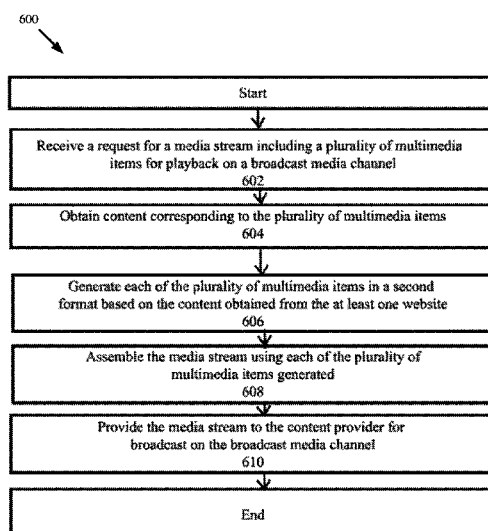 600
Start
Receive a request for a media stream including a plurality of multimedia
items for playback on a broadcast media channel
602
Obtain content corresponding to the plurality of multimedia items
604
Generate each of the plurality of multimedia items in a second
format based on the content obtained from the at least one website
606
Assemble the media stream using each of the plurality of
multimedia items generated
608
Provide the media stream to the content provider for
broadcast on the broadcast media channel
610
End